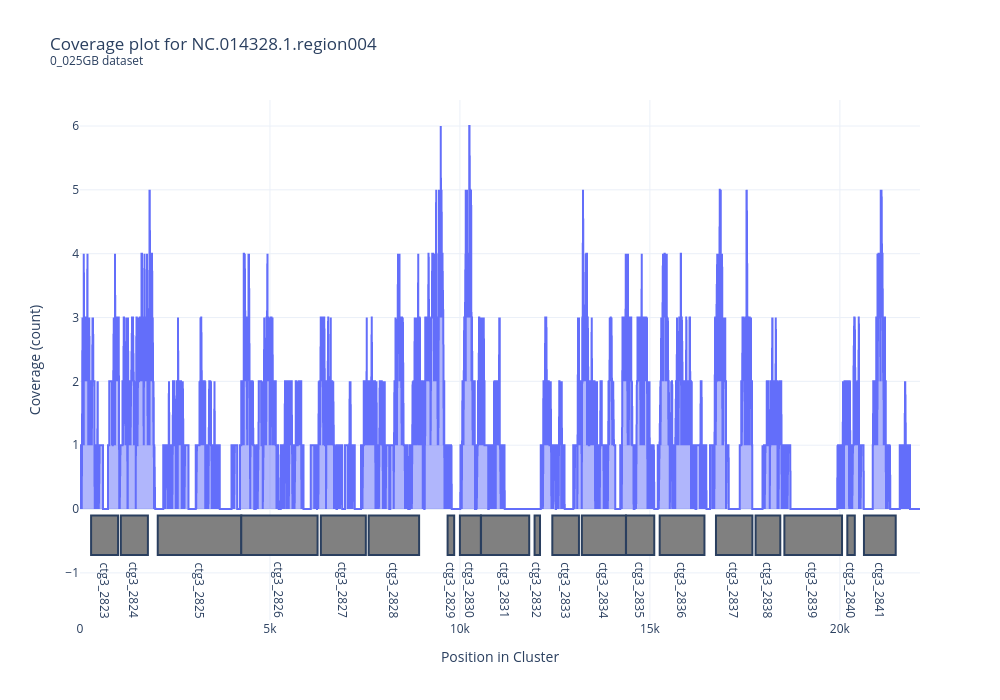 Coverage plot for NC.014328.1.region004
0_025GB dataset
Coverage (count)
6
5
4
3
2
1
0
−1
ctg3_2823
ctg3_2824
ctg3_2825
ctg3_2826
ctg3_2827
ctg3_2828
ctg3_2829
ctg3_2830
ctg3_2831
ctg3_2832
ctg3_2833
ctg3_2834
ctg3_2835
ctg3_2836
ctg3_2837
ctg3_2838
ctg3_2839
ctg3_2840
ctg3_2841
0 5k 10k 15k 20k
Position in Cluster